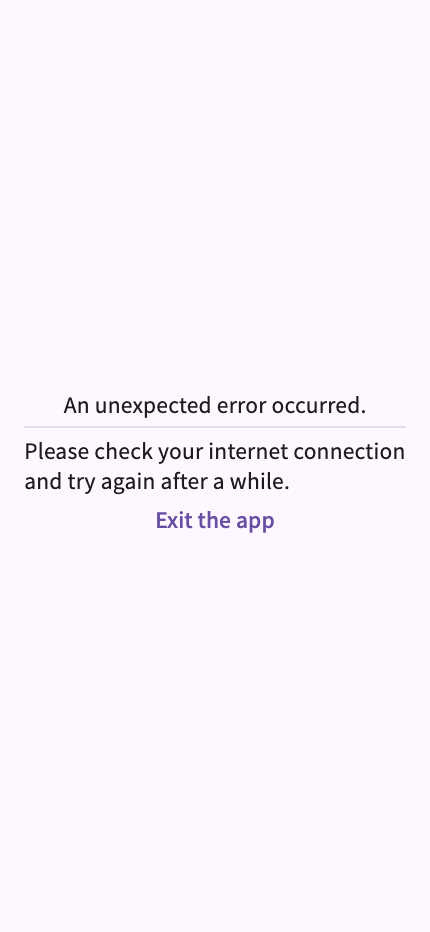 An unexpected error occurred.
Please check your internet connection
and try again after a while.
Exit the app